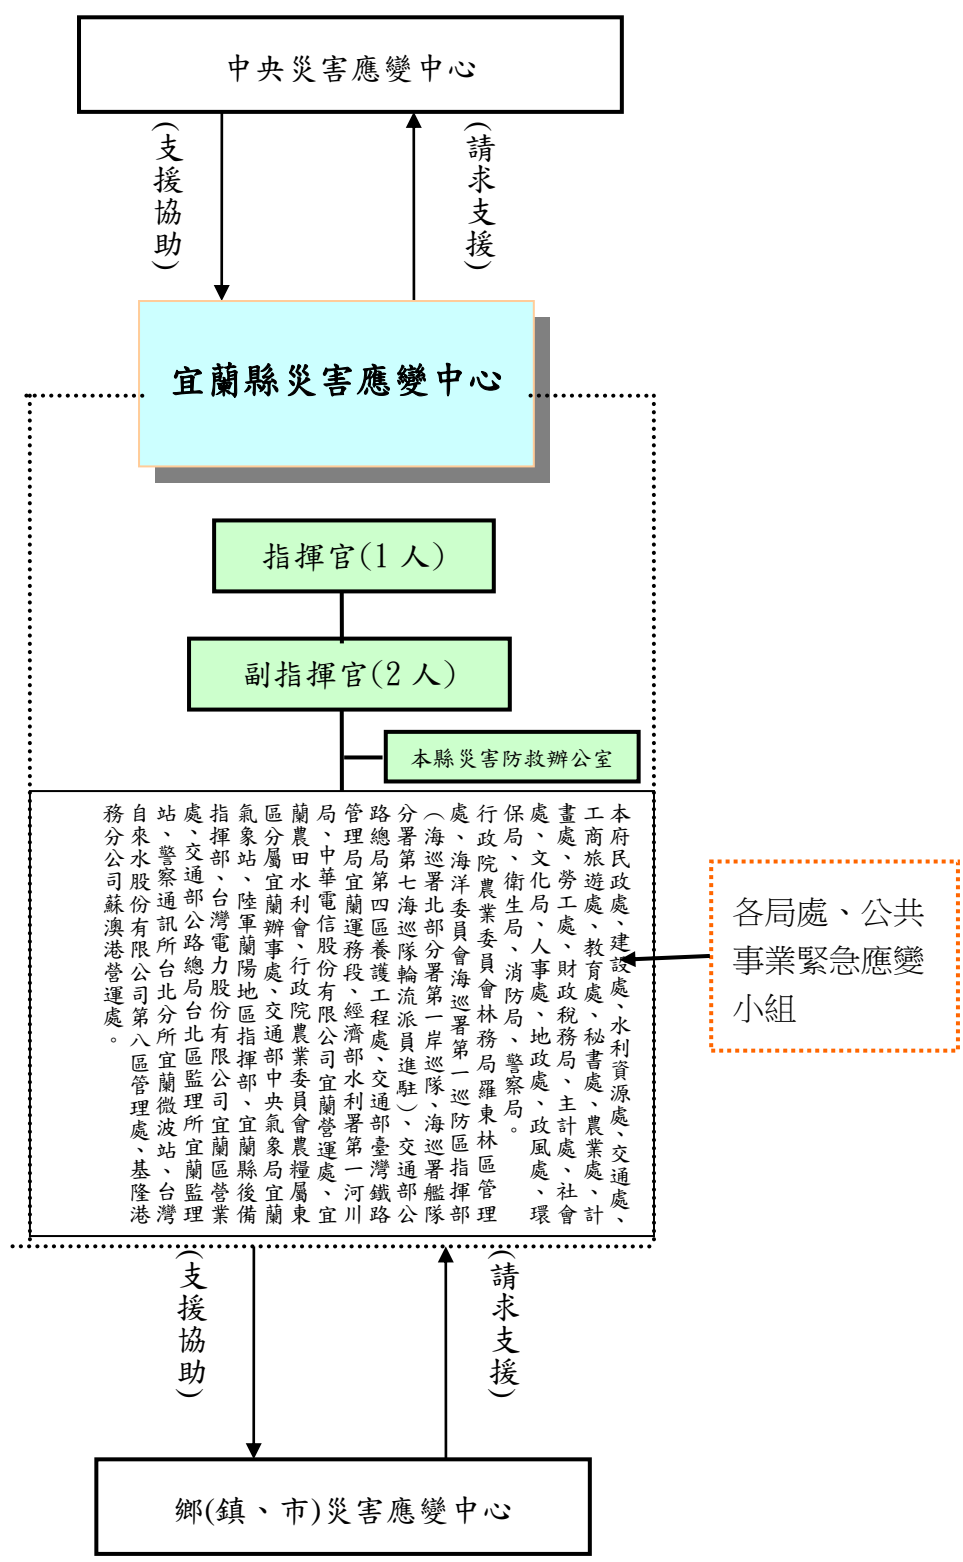 中央災害應變中心
(支援協助)
(請求支援)
宜蘭縣災害應變中心
指揮官(1人)
副指揮官(2人)
本縣災害防救辦公室
本府民政處、建設處、水利資源處、交通處、
工商旅遊處、教育處、秘書處、農業處、計
畫處、勞工處、財政稅務局、主計處、社會
處、文化局、人事處、地政處、政風處、環
保局、衛生局、消防局、警察局。
行政院農業委員會林務局羅東林區管理
處、海洋委員會海巡署第一巡防區指揮部
(海巡署北部分署第一岸巡隊、海巡署艦隊
分署第七海巡隊輪流派員進駐)、交通部公
路總局第四區養護工程處、交通部臺灣鐵路
管理局宜蘭運務段、經濟部水利署第一河川
局、中華電信股份有限公司宜蘭營運處、宜
蘭農田水利會、行政院農業委員會農糧屬東
區分屬宜蘭辦事處、交通部中央氣象局宜蘭
氣象站、陸軍蘭陽地區指揮部、宜蘭縣後備
指揮部、台灣電力股份有限公司宜蘭區營業
處、交通部公路總局台北區監理所宜蘭監理
站、警察通訊所台北分所宜蘭微波站、台灣
自來水股份有限公司第八區管理處、基隆港
務分公司蘇澳港營運處。
各局處、公共
事業緊急應變
小組
(支援協助)
(請求支援)
鄉(鎮、市)災害應變中心